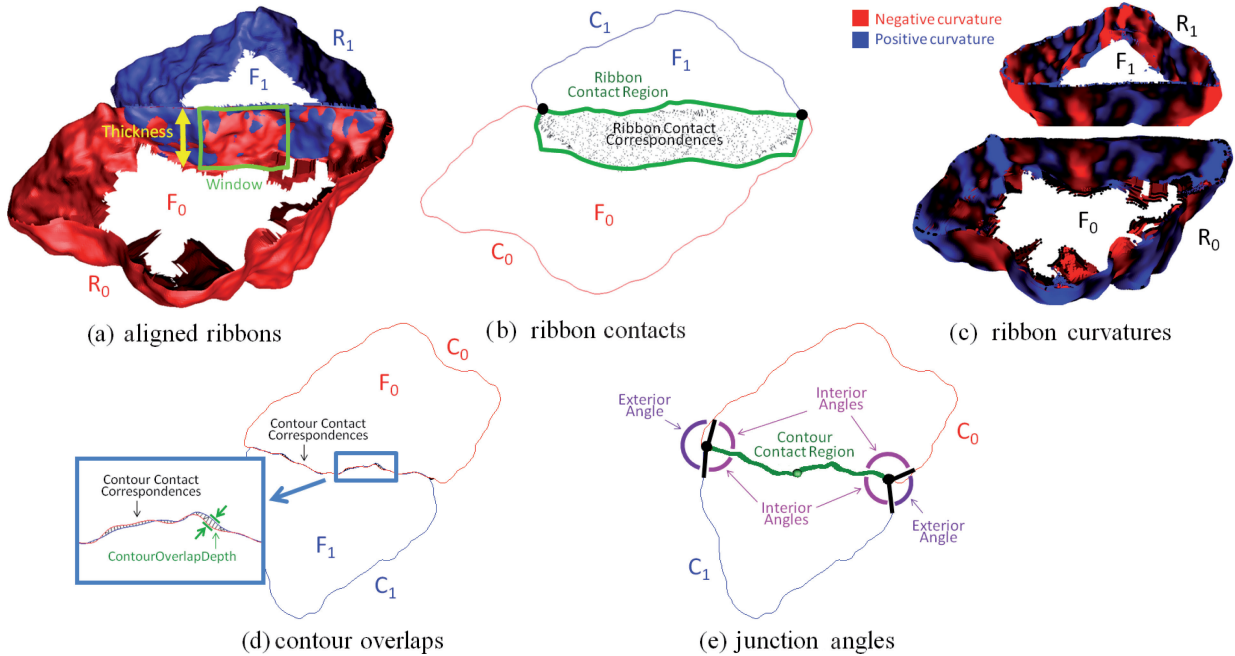 R1
F1
Thickness
Window
F0
R0
(a) aligned ribbons
C1
F1
Ribbon
Contact Region
Ribbon Contact
Correspondences
F0
C0
(b) ribbon contacts
Negative curvature
Positive curvature
R1
F1
F0
R0
(c) ribbon curvatures
C0
F0
Contour Contact
Correspondences
Contour Contact
Correspondences
ContourOverlapDepth
F1
C1
(d) contour overlaps
Exterior
Angle
Interior
Angles
Contour
Contact Region
C0
Interior
Angles
Exterior
Angle
C1
(e) junction angles